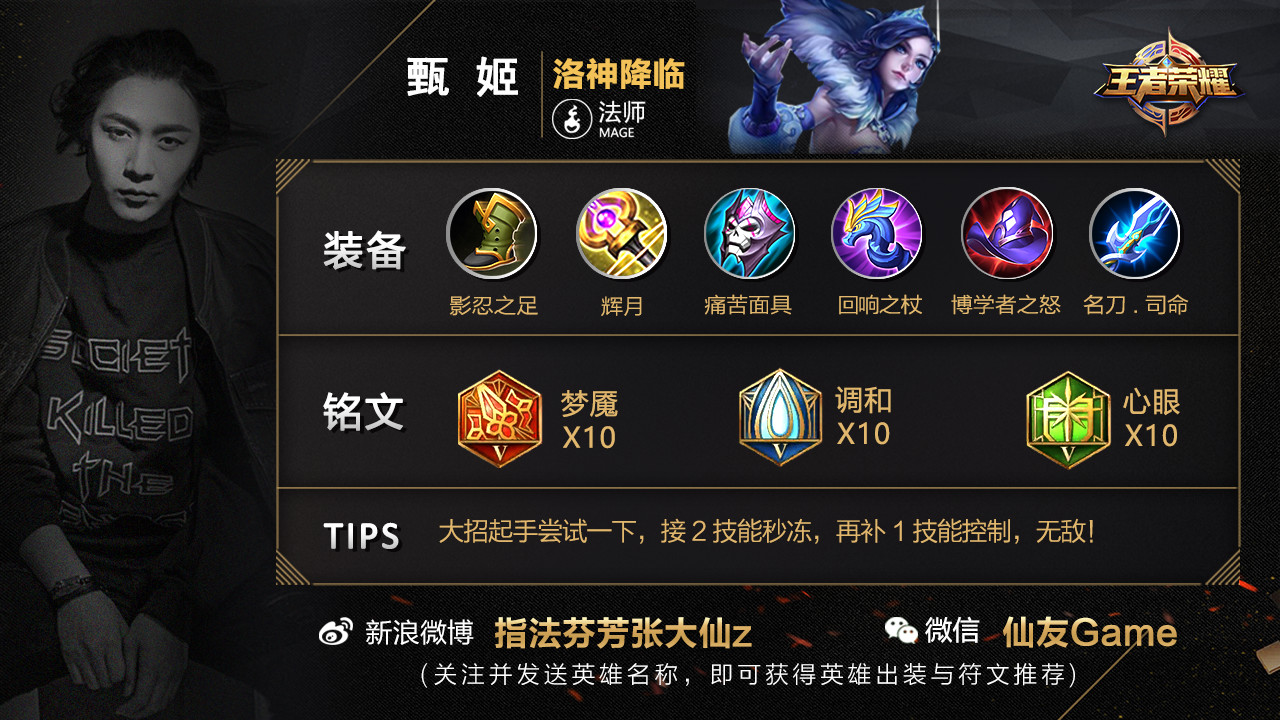 甄姬
洛神降临
法师
MAGE
王者荣耀
装备
影忍之足
辉月
痛苦面具
回响之杖
博学者之怒
名刀.司命
铭文
梦魇
X10
调和
X10
心眼
X10
V
V
V
TIPS
大招起手尝试一下，接2技能秒冻，再补1技能控制，无敌！
SOCIETY
KILLED
THE
新浪微博 指法芬芳张大仙z
微信 仙友Game
（关注并发送英雄名称，即可获得英雄出装与符文推荐）